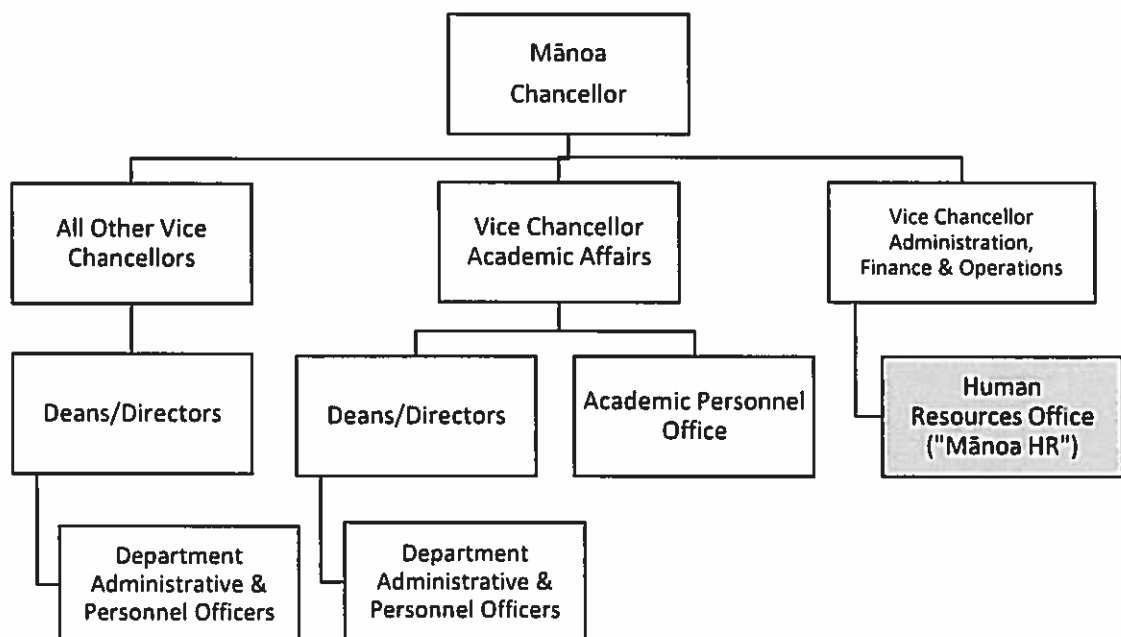 Mānoa
Chancellor
All Other Vice
Chancellors
Vice Chancellor
Academic Affairs
Vice Chancellor
Administration,
Finance & Operations
Deans/Directors
Deans/Directors
Academic Personnel
Office
Human
Resources Office
("Mānoa HR")
Department
Administrative &
Personnel Officers
Department
Administrative &
Personnel Officers